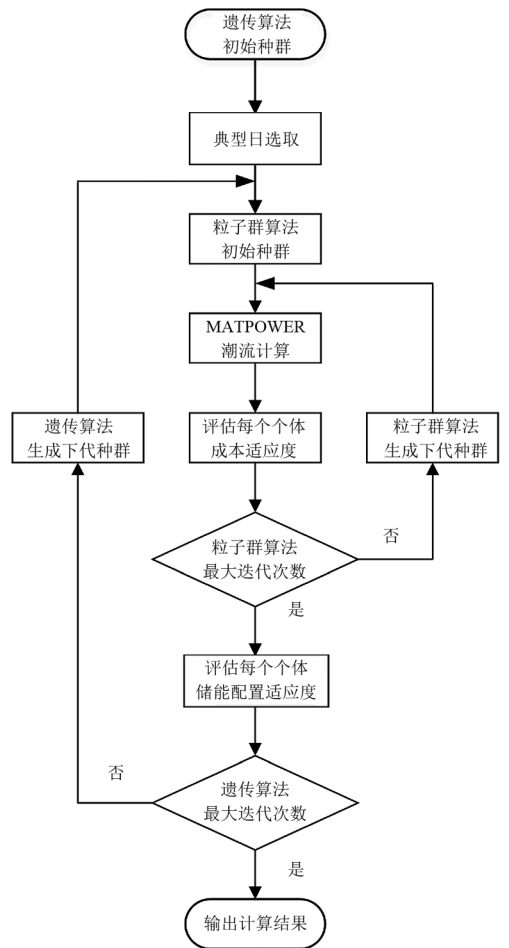 遗传算法
初始种群
典型日选取
粒子群算法
初始种群
MATPOWER
潮流计算
遗传算法
生成下代种群
评估每个个体
成本适应度
粒子群算法
生成下代种群
粒子群算法
最大迭代次数
否
是
评估每个个体
储能配置适应度
否
遗传算法
最大迭代次数
是
输出计算结果